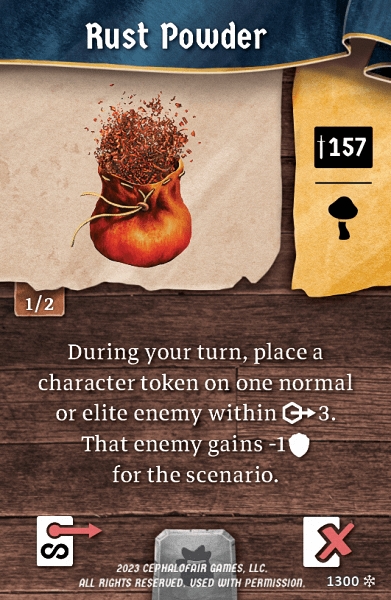 Rust Powder
157
1/2
During your turn, place a
character token on one normal
or elite enemy within 3.
That enemy gains -1
for the scenario.
S
2023 CEPHALOFAIR GAMES, LLC.
ALL RIGHTS RESERVED. USED WITH PERMISSION.
1300